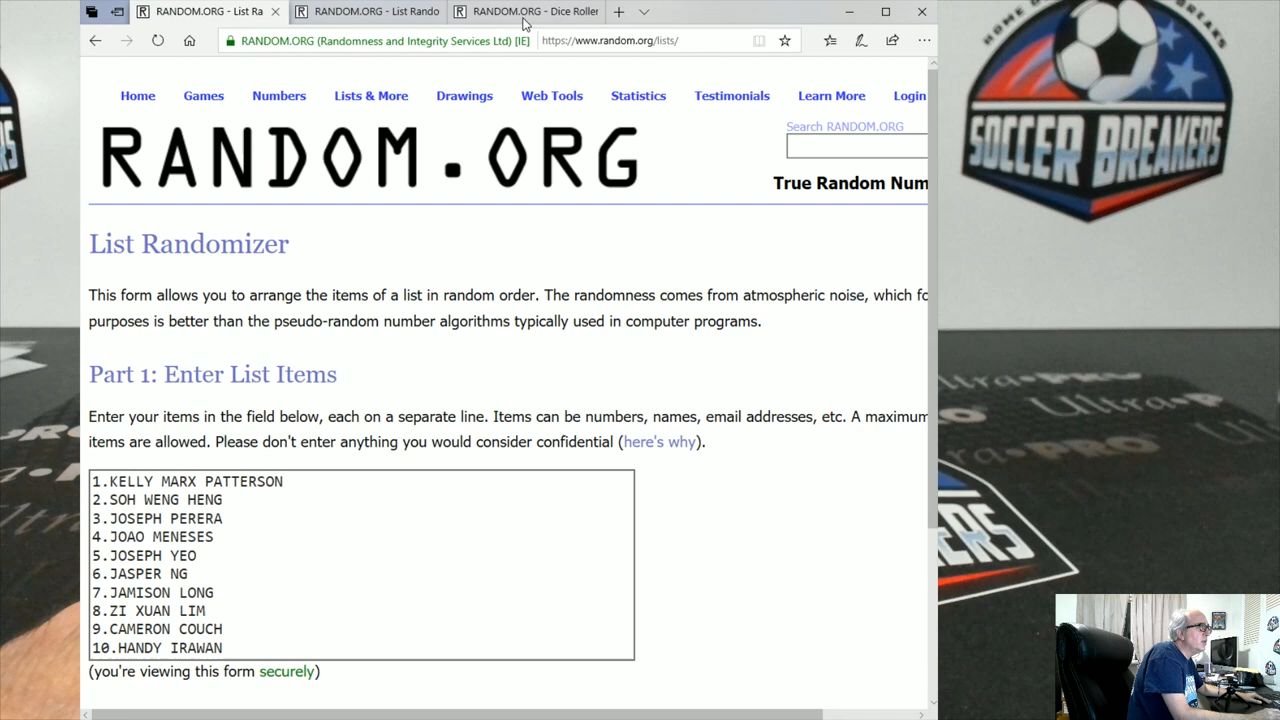 RANDOM.ORG - List Ra
RANDOM.ORG - List Rando
RANDOM.ORG - Dice Roller
RANDOM.ORG (Randomness and Integrity Services Ltd) [IE]
https://www.random.org/lists/
Home Games Numbers Lists & More Drawings Web Tools Statistics Testimonials Learn More Login
RANDOM.ORG
Search RANDOM.ORG
True Random Num
List Randomizer
This form allows you to arrange the items of a list in random order. The randomness comes from atmospheric noise, which fo
purposes is better than the pseudo-random number algorithms typically used in computer programs.
Part 1: Enter List Items
Enter your items in the field below, each on a separate line. Items can be numbers, names, email addresses, etc. A maximum
items are allowed. Please don't enter anything you would consider confidential (here's why).
1.KELLY MARX PATTERSON
2.SOH WENG HENG
3.JOSEPH PERERA
4.JOAO MENESES
5.JOSEPH YEO
6.JASPER NG
7.JAMISON LONG
8.ZI XUAN LIM
9.CAMERON COUCH
10.HANDY IRAWAN
(you're viewing this form securely)
SOCCER BREAKERS
Ultra PRO